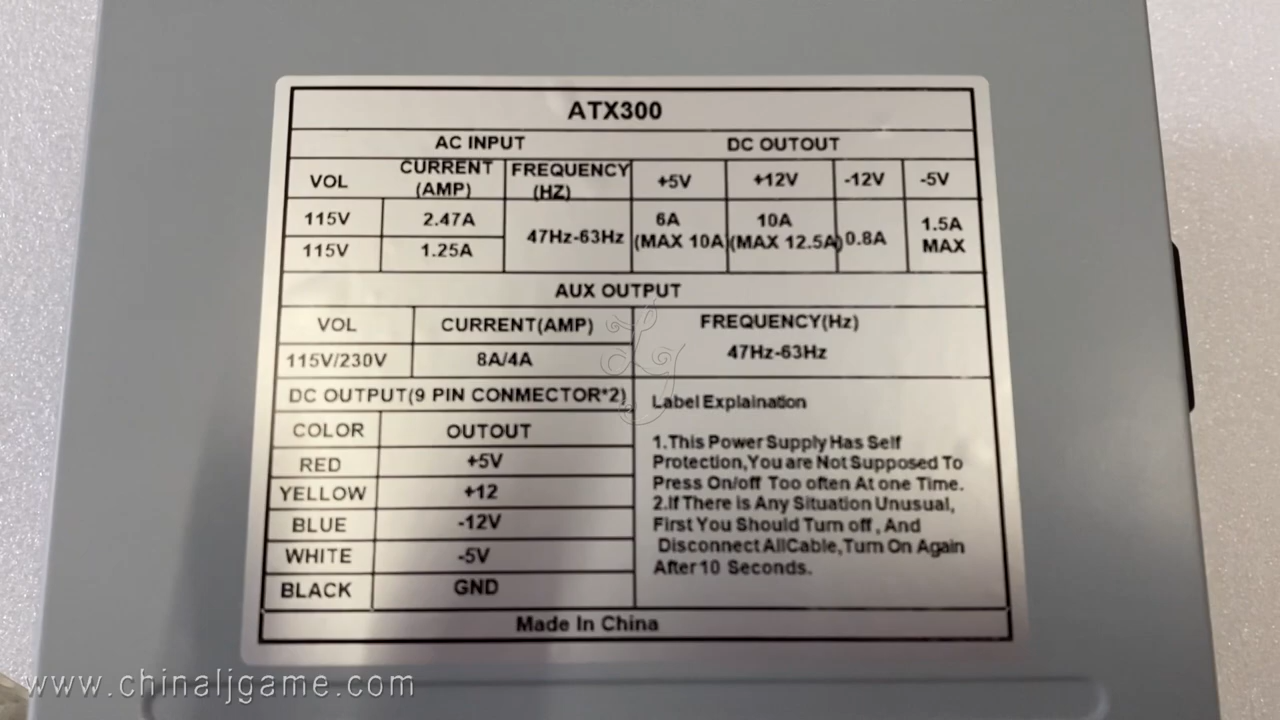 ATX300
AC INPUT DC OUTOUT
VOL CURRENT (AMP) FREQUENCY (HZ) +5V +12V -12V -5V
115V 2.47A 47Hz-63Hz 6A (MAX 10A) 10A (MAX 12.5A) 0.8A 1.5A MAX
115V 1.25A
AUX OUTPUT
VOL CURRENT(AMP) FREQUENCY(Hz)
115V/230V 8A/4A 47Hz-63Hz
DC OUTPUT(9 PIN CONMECTOR*2)
COLOR OUTOUT
RED +5V
YELLOW +12
BLUE -12V
WHITE -5V
BLACK GND
Label Explaination
1.This Power Supply Has Self
Protection,You are Not Supposed To
Press On/off Too often At one Time.
2.If There is Any Situation Unusual,
First You Should Turn off , And
Disconnect AllCable,Turn On Again
After10 Seconds.
Made In China
www.chinaljgame.com